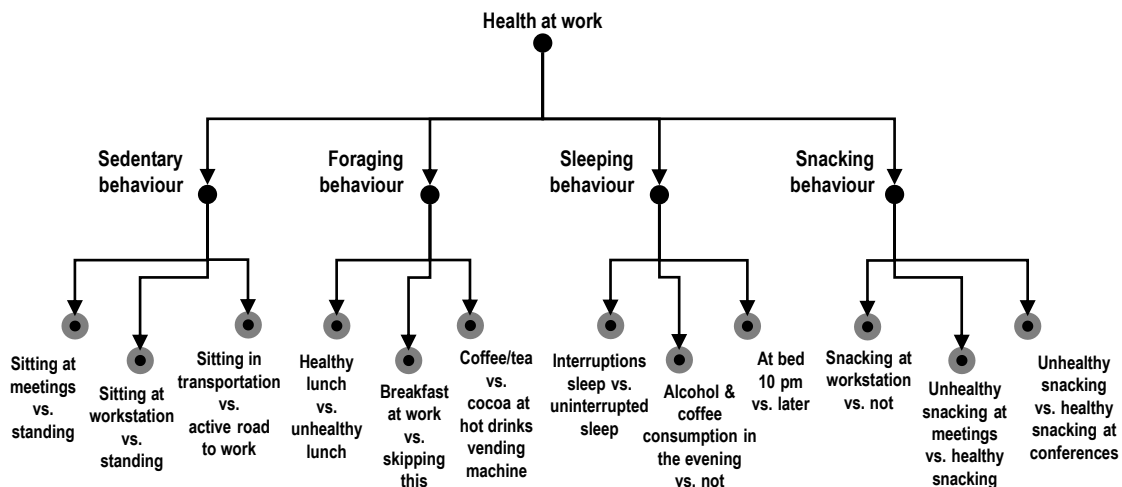 Health at work
Sedentary
behaviour
Foraging
behaviour
Sleeping
behaviour
Snacking
behaviour
Sitting at
meetings
vs.
standing
Sitting at
workstation
vs.
standing
Sitting in
transportation
vs.
active road
to work
Healthy
lunch
vs.
unhealthy
lunch
Breakfast
at work
vs.
skipping
this
Coffee/tea
vs.
cocoa at
hot drinks
vending
machine
Interruptions
sleep vs.
uninterrupted
sleep
Alcohol &
coffee
consumption in
the evening
vs. not
At bed
10 pm
vs. later
Snacking at
workstation
vs. not
Unhealthy
snacking at
meetings
vs. healthy
snacking
Unhealthy
snacking
vs. healthy
snacking at
conferences